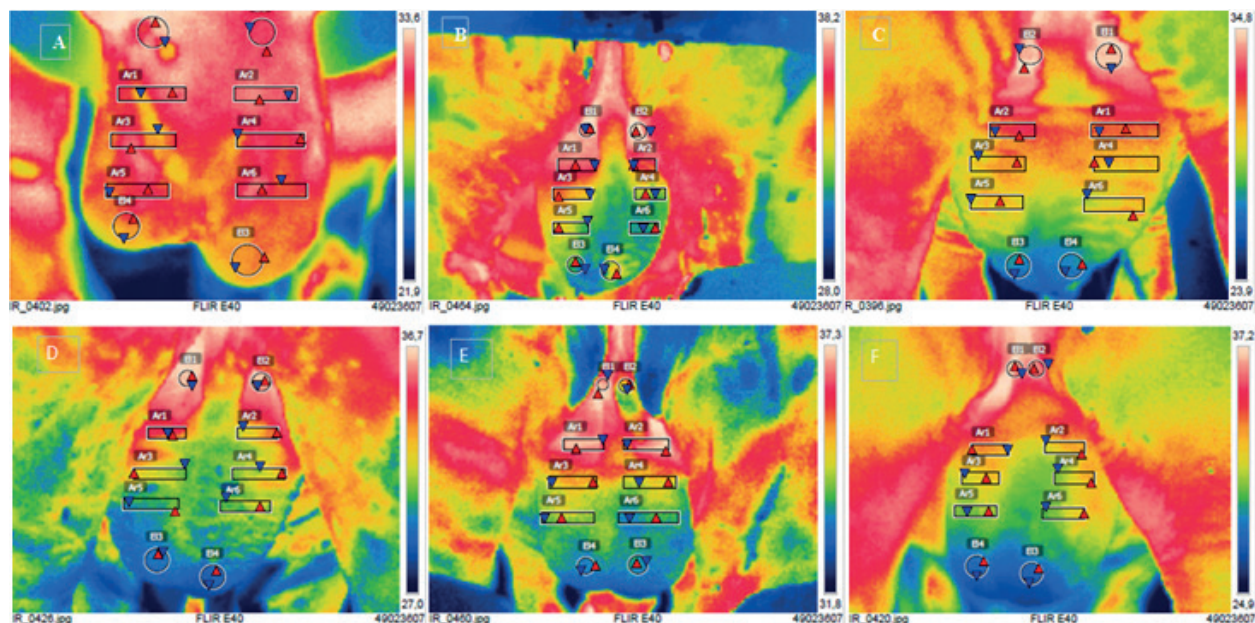 A
33,6
Ar1 Ar2
Ar3 Ar4
Ar5 Ar6
El4
El3
21,9
IR_0402.jpg FLIR E40 49023607
B
38,2
El1 El2
Ar1 Ar2
Ar3 Ar4
Ar5 Ar6
El3 El4
28,0
IR_0464.jpg FLIR E40 49023607
C
34,8
El2 El1
Ar2 Ar1
Ar3 Ar4
Ar5 Ar6
El3 El4
23,9
R_0396.jpg FLIR E40 49023607
D
36,7
El1 El2
Ar1 Ar2
Ar3 Ar4
Ar5 Ar6
El3
El4
27,0
IR_0426.jpg FLIR E40 49023607
E
37,3
El1 El2
Ar1 Ar2
Ar3 Ar4
Ar5 Ar6
El4 El3
31,8
IR_0460.jpg FLIR E40 49023607
F
37,2
El1 El2
Ar1 Ar2
Ar3 Ar4
Ar5 Ar6
El4 El3
24,9
IR_0420.jpg FLIR E40 49023607